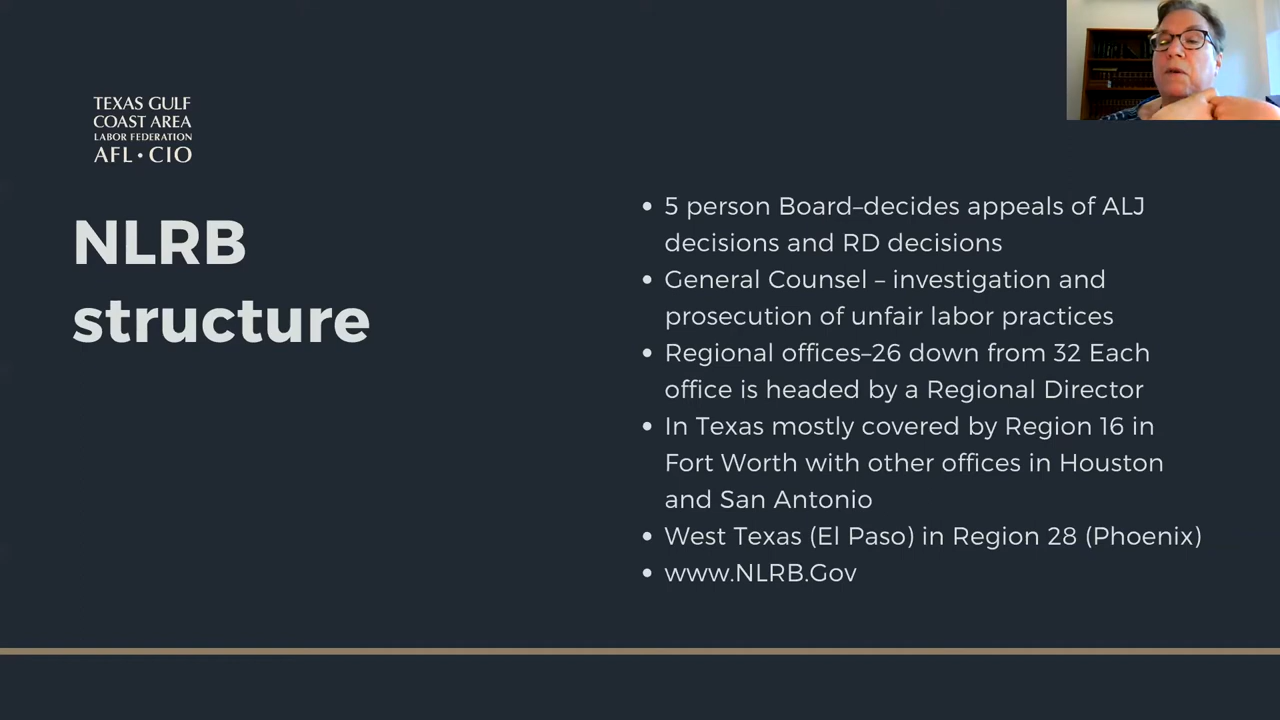 TEXAS GULF
COAST AREA
LABOR FEDERATION
AFL • CIO
NLRB
structure
• 5 person Board–decides appeals of ALJ
decisions and RD decisions
• General Counsel – investigation and
prosecution of unfair labor practices
• Regional offices–26 down from 32 Each
office is headed by a Regional Director
• In Texas mostly covered by Region 16 in
Fort Worth with other offices in Houston
and San Antonio
• West Texas (El Paso) in Region 28 (Phoenix)
• www.NLRB.Gov